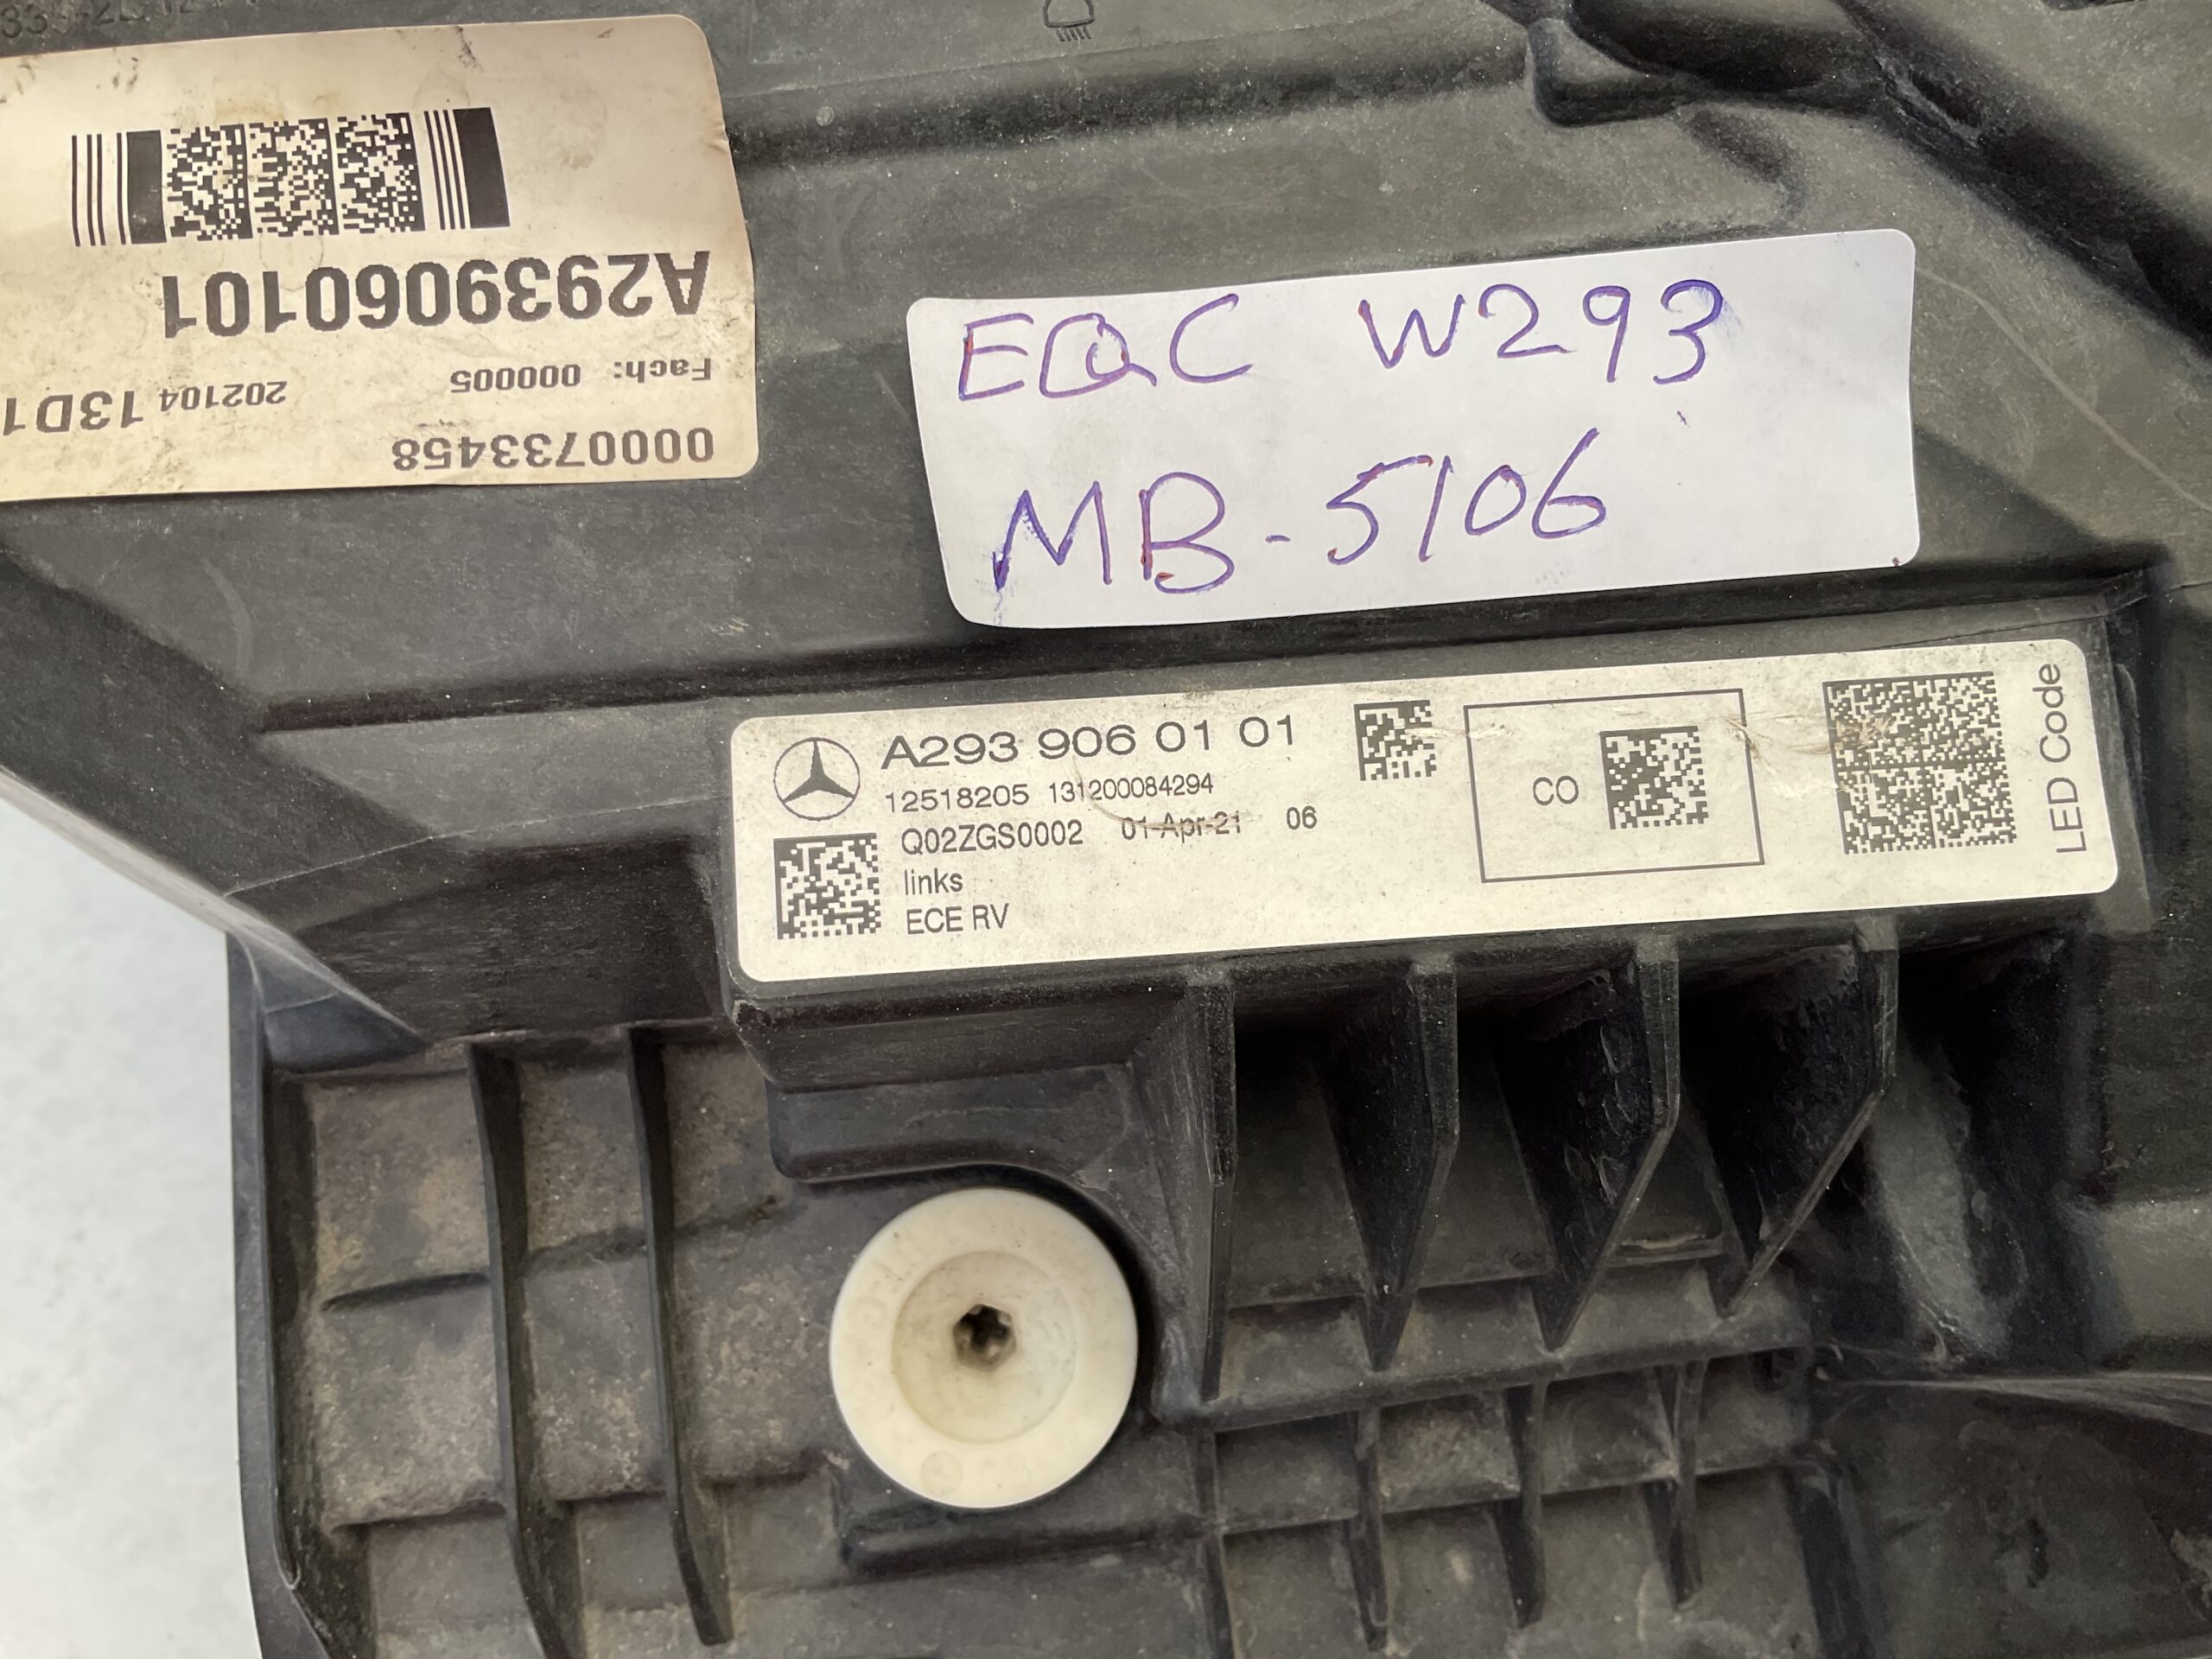 A2939060101
Fach: 000005
202104 13D1
0000733458
EQC W293
MB-5106
A293 906 01 01
12518205 131200084294
Q02ZGS0002 01-Apr-21 06
links
ECE RV
CO
LED Code